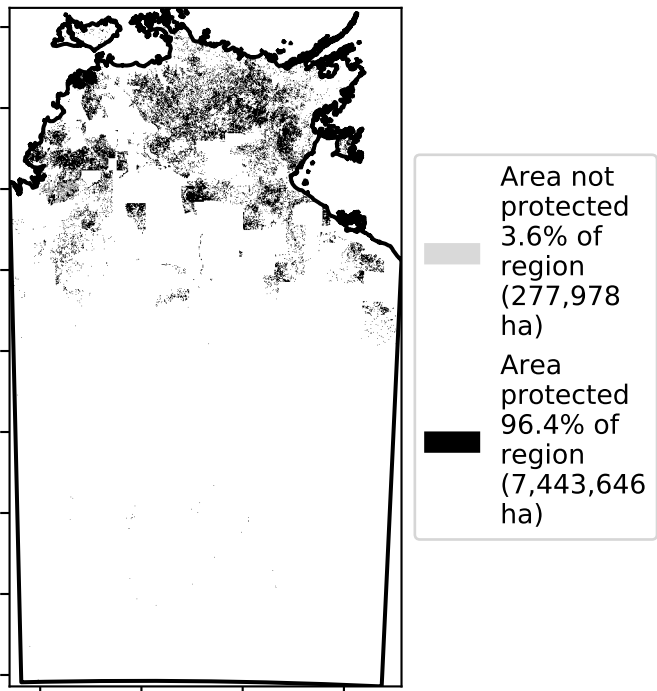 Area not
protected
3.6% of
region
(277,978
ha)
Area
protected
96.4% of
region
(7,443,646
ha)